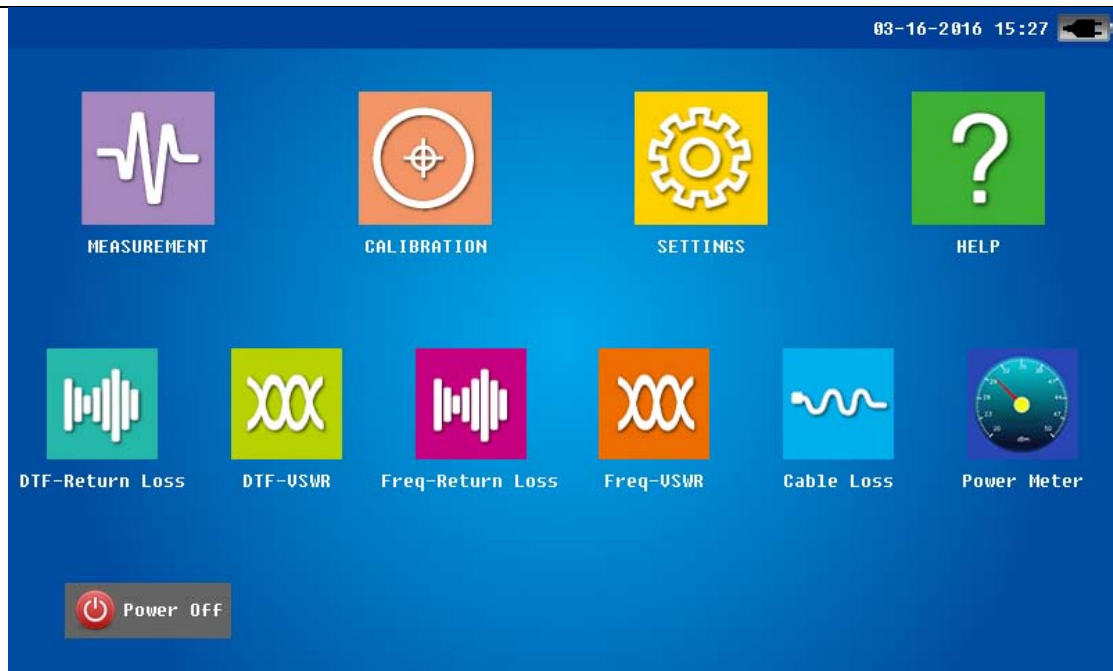 03-16-2016 15:27
MEASUREMENT CALIBRATION SETTINGS HELP
DTF-Return Loss DTF-VSWR Freq-Return Loss Freq-VSWR Cable Loss Power Meter
Power Off